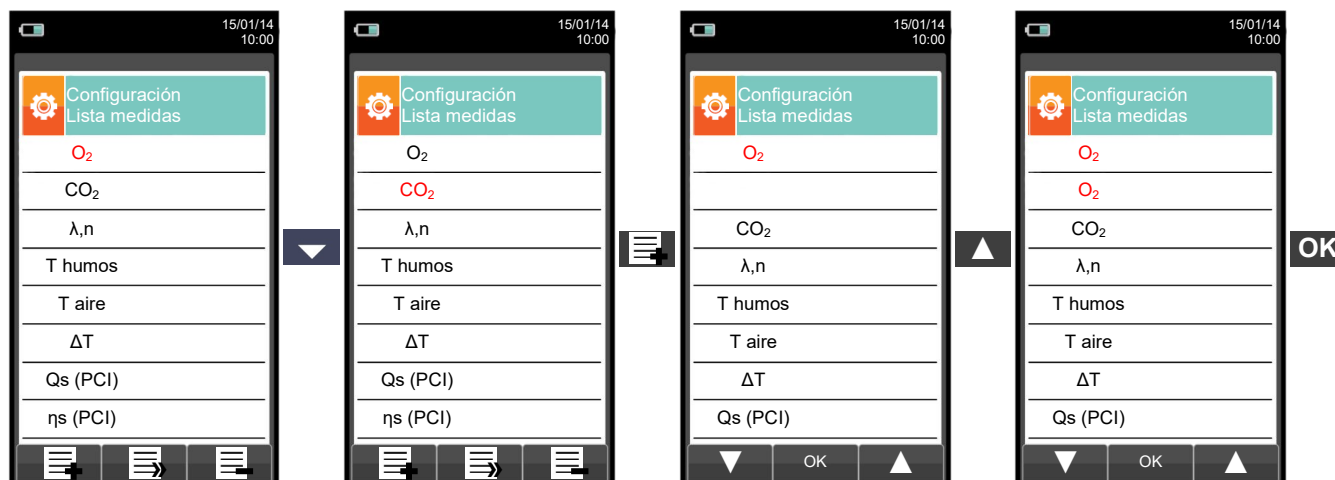 15/01/14
10:00
Configuración
Lista medidas
O₂
CO₂
λ,n
T humos
T aire
ΔT
Qs (PCI)
ηs (PCI)
15/01/14
10:00
Configuración
Lista medidas
O₂
CO₂
λ,n
T humos
T aire
ΔT
Qs (PCI)
ηs (PCI)
15/01/14
10:00
Configuración
Lista medidas
O₂
CO₂
λ,n
T humos
T aire
ΔT
Qs (PCI)
OK
15/01/14
10:00
Configuración
Lista medidas
O₂
O₂
CO₂
λ,n
T humos
T aire
ΔT
Qs (PCI)
OK
OK